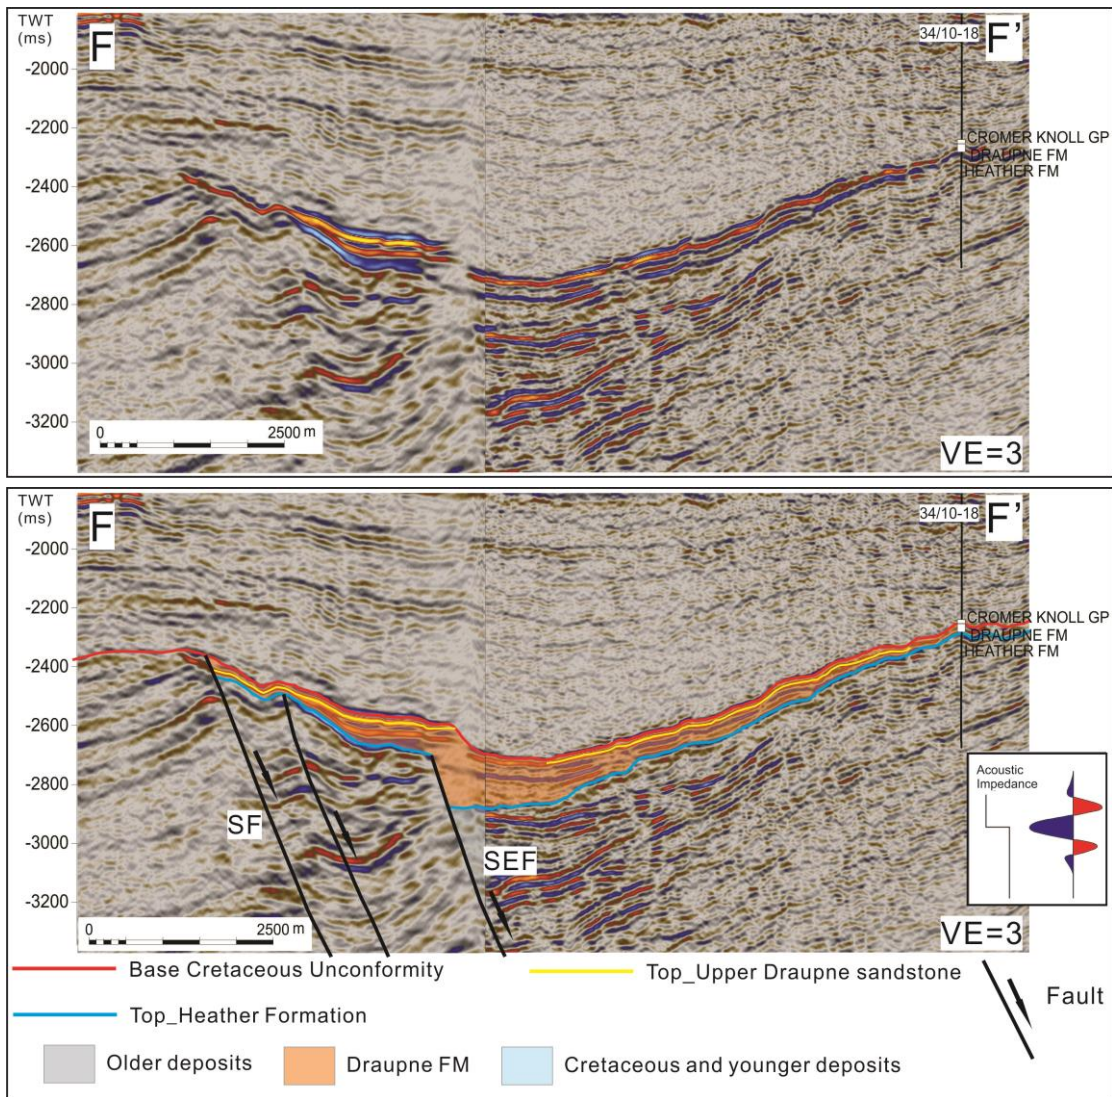 TWT
(ms)
F
34/10-18
F'
-2000
-2200
CROMER KNOLL GP
DRAUPNE FM
HEATHER FM
-2400
-2600
-2800
-3000
-3200
0
2500 m
VE=3
TWT
(ms)
F
34/10-18
F'
-2000
-2200
CROMER KNOLL GP
DRAUPNE FM
HEATHER FM
-2400
-2600
-2800
Acoustic
Impedance
SF
SEF
-3000
-3200
0
2500 m
VE=3
Base Cretaceous Unconformity
Top_Upper Draupne sandstone
Fault
Top_Heather Formation
Older deposits
Draupne FM
Cretaceous and younger deposits